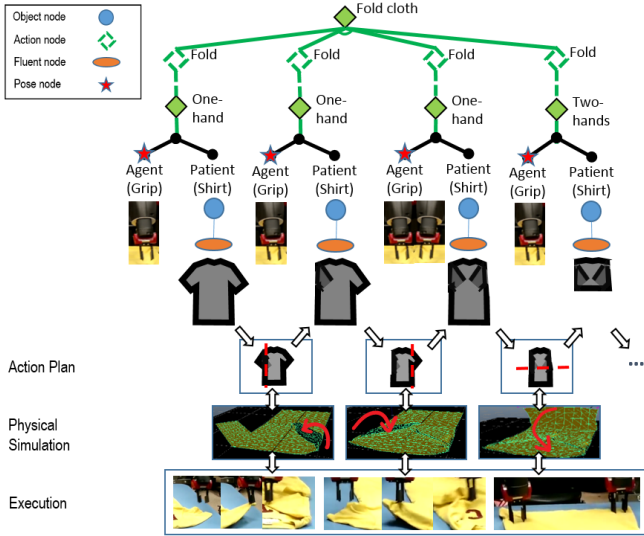 Object node
Action node
Fluent node
Pose node
Fold cloth
Fold
Fold
Fold
Fold
One-
hand
One-
hand
One-
hand
Two-
hands
Agent
(Grip)
Patient
(Shirt)
Agent
(Grip)
Patient
(Shirt)
Agent
(Grip)
Patient
(Shirt)
Agent
(Grip)
Patient
(Shirt)
Action Plan
...
Physical
Simulation
Execution